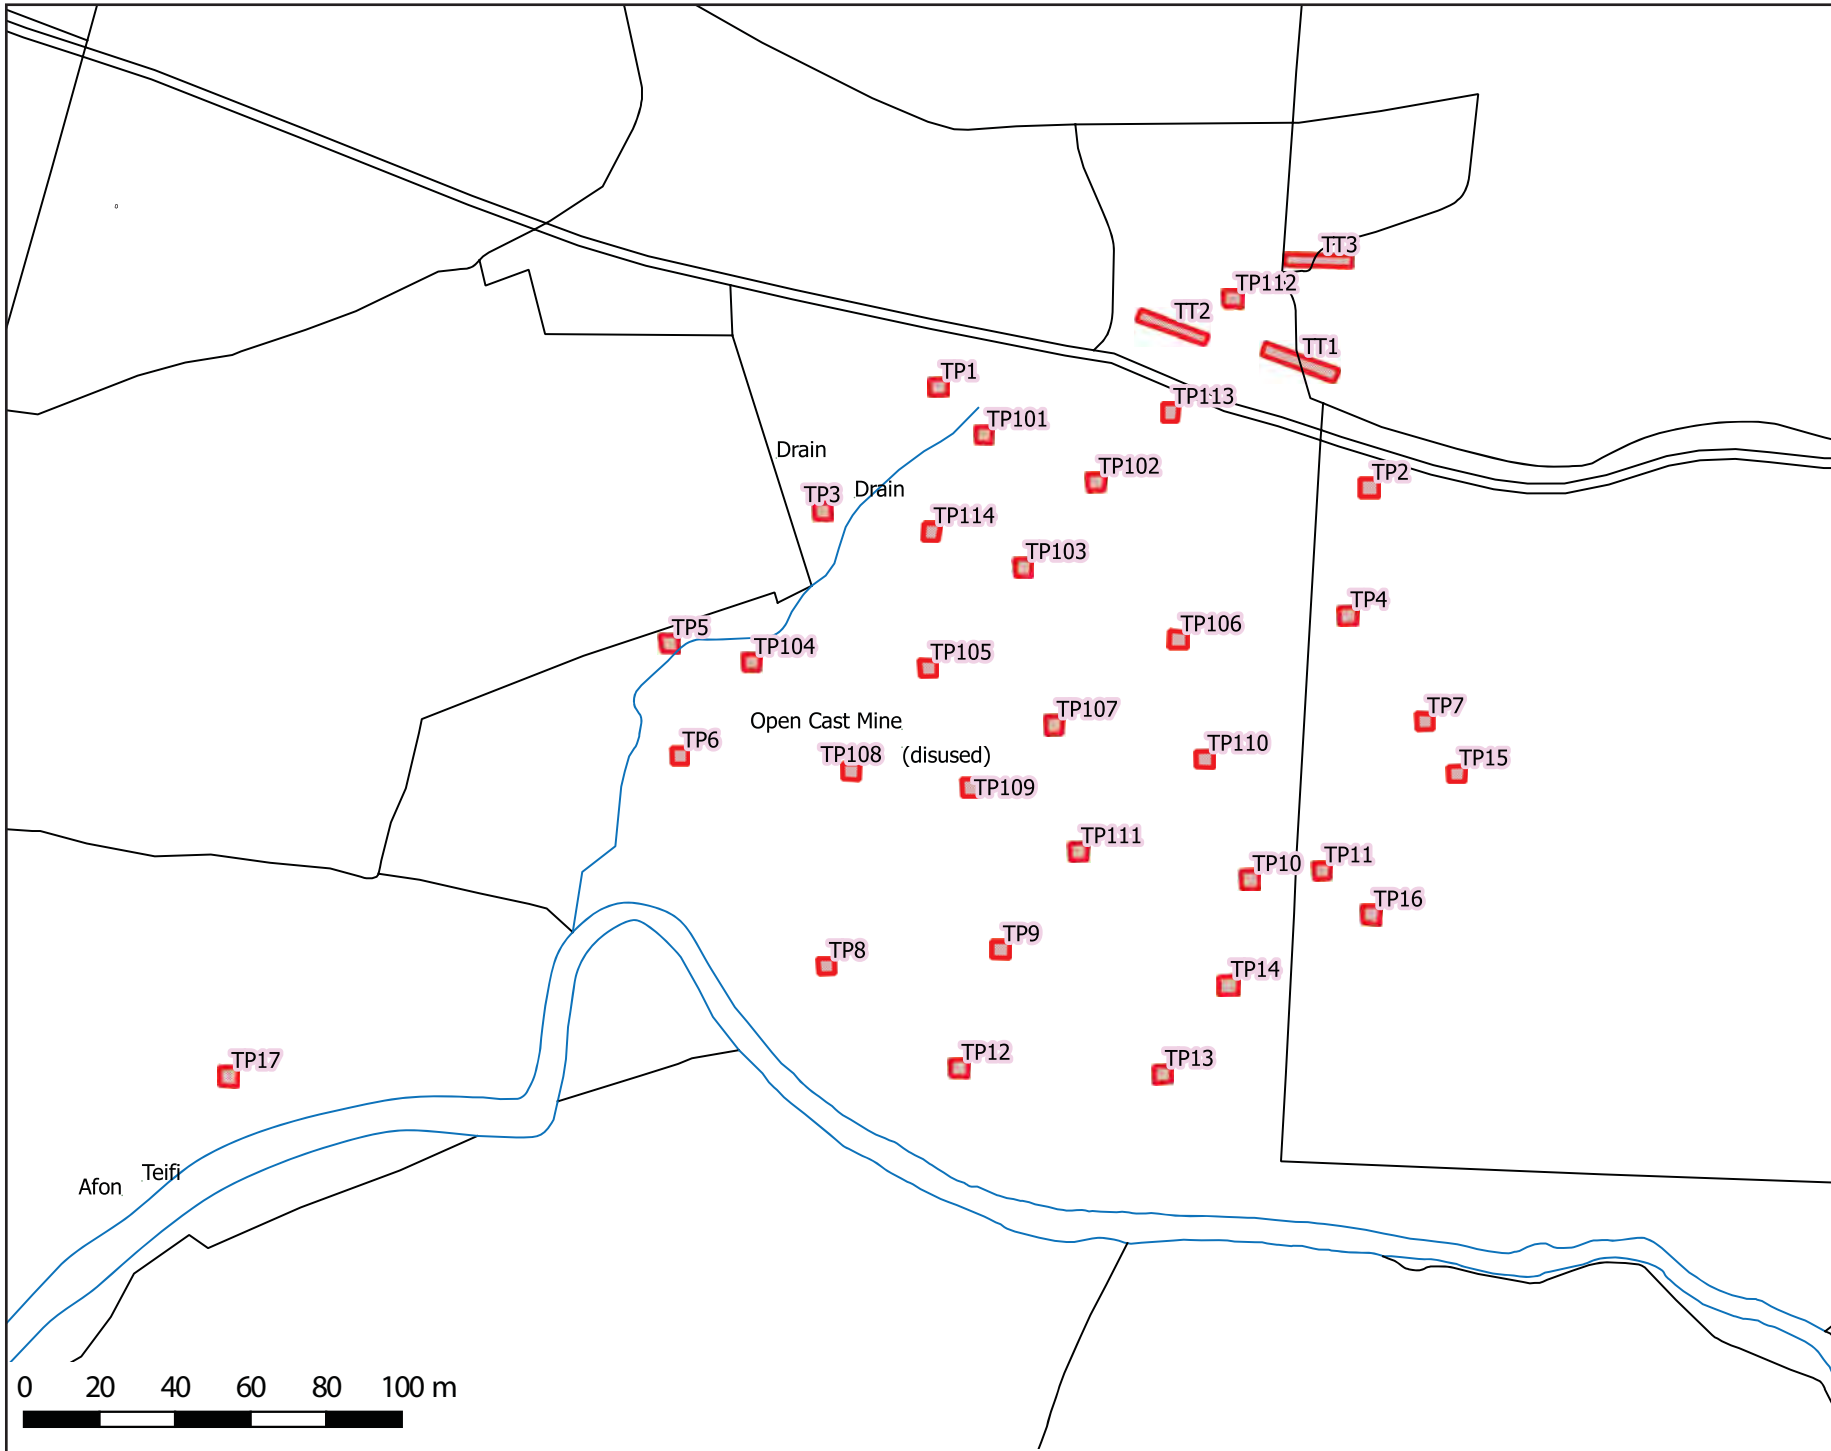 TT3
TP112
TT2
TT1
TP1
TP113
TP101
Drain
TP102
TP2
Drain
TP3
TP114
TP103
TP4
TP106
TP5
TP104
TP105
TP7
TP107
Open Cast Mine
TP6
TP110
TP108
(disused)
TP15
TP109
TP111
TP11
TP10
TP16
TP9
TP8
TP14
TP12
TP13
TP17
Teifi
Afon
0 20 40 60 80 100 m